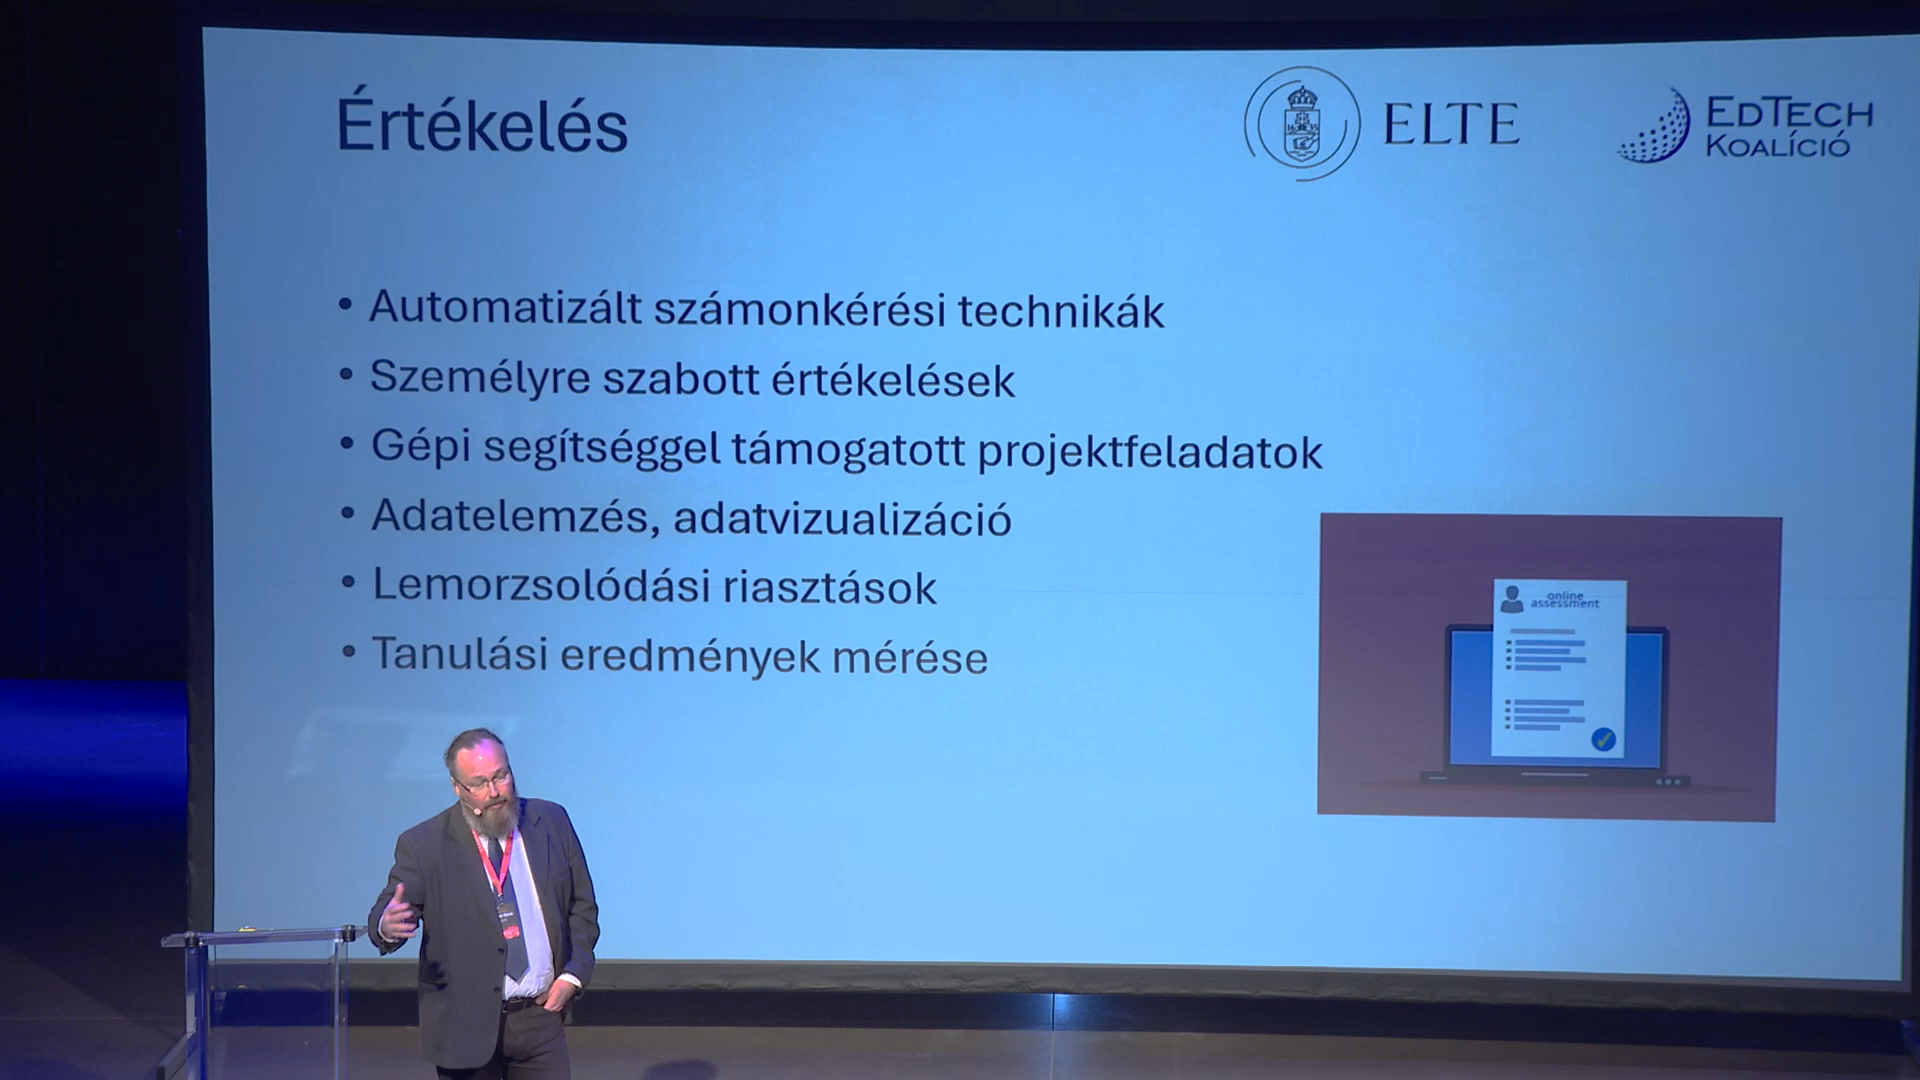 Értékelés
ELTE
EDTECH
KOALÍCIÓ
• Automatizált számonkérési technikák
• Személyre szabott értékelések
• Gépi segítséggel támogatott projektfeladatok
• Adatelemzés, adatvizualizáció
• Lemorzsolódási riasztások
• Tanulási eredmények mérése
online
assessment